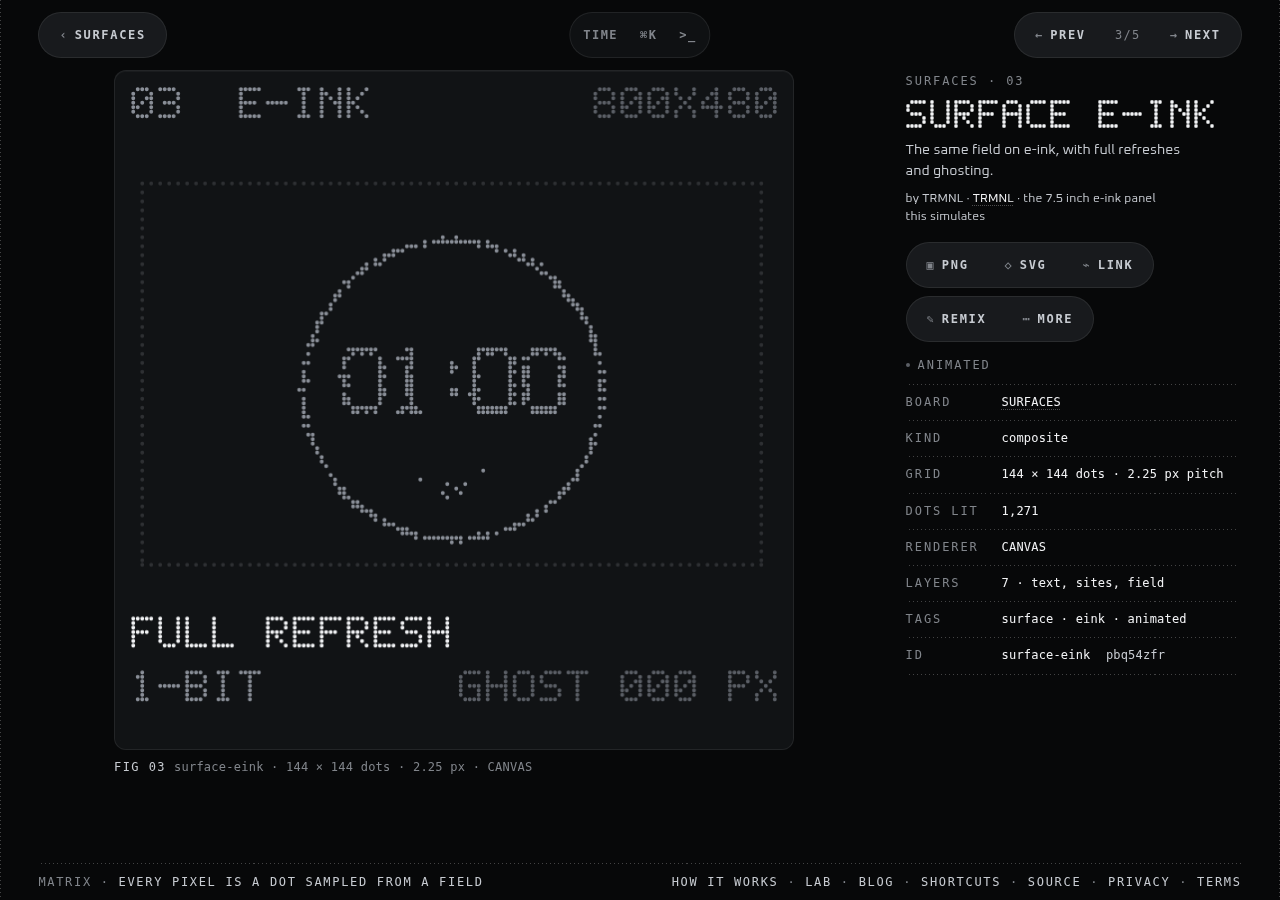 ‹ SURFACES
TIME ⌘K >_
← PREV 3/5 → NEXT
03 E-INK 800X480
01:00
FULL REFRESH
1-BIT GHOST 000 PX
FIG 03 surface-eink · 144 × 144 dots · 2.25 px · CANVAS
SURFACES · 03
SURFACE E-INK
The same field on e-ink, with full refreshes
and ghosting.
by TRMNL · TRMNL · the 7.5 inch e-ink panel
this simulates
PNG SVG LINK
REMIX MORE
• ANIMATED
BOARD SURFACES
KIND composite
GRID 144 × 144 dots · 2.25 px pitch
DOTS LIT 1,271
RENDERER CANVAS
LAYERS 7 · text, sites, field
TAGS surface · eink · animated
ID surface-eink pbq54zfr
MATRIX · EVERY PIXEL IS A DOT SAMPLED FROM A FIELD
HOW IT WORKS · LAB · BLOG · SHORTCUTS · SOURCE · PRIVACY · TERMS